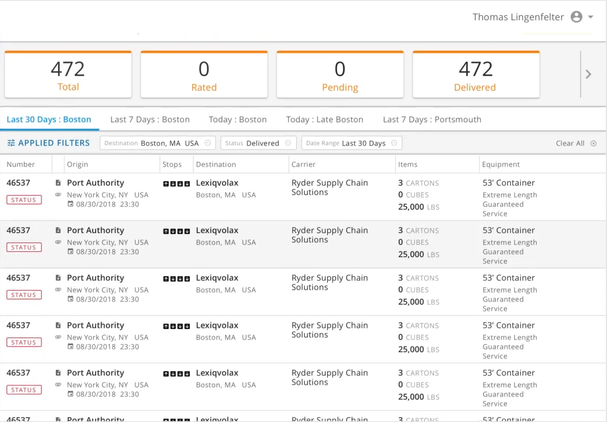 Thomas Lingenfelter
472 0 0 472
Total Rated Pending Delivered
Last 30 Days : Boston Last 7 Days : Boston Today : Boston Today : Late Boston Last 7 Days : Portsmouth
APPLIED FILTERS Destination Boston, MA USA Status Delivered Date Range Last 30 Days Clear All
Number Origin Stops Destination Carrier Items Equipment
46537 Port Authority Lexiqvolax Ryder Supply Chain 3 CARTONS 53' Container
New York City, NY USA Boston, MA USA Solutions 0 CUBES Extreme Length
STATUS 08/30/2018 23:30 25,000 LBS Guaranteed
Service
46537 Port Authority Lexiqvolax Ryder Supply Chain 3 CARTONS 53' Container
New York City, NY USA Boston, MA USA Solutions 0 CUBES Extreme Length
STATUS 08/30/2018 23:30 25,000 LBS Guaranteed
Service
46537 Port Authority Lexiqvolax Ryder Supply Chain 3 CARTONS 53' Container
New York City, NY USA Boston, MA USA Solutions 0 CUBES Extreme Length
STATUS 08/30/2018 23:30 25,000 LBS Guaranteed
Service
46537 Port Authority Lexiqvolax Ryder Supply Chain 3 CARTONS 53' Container
New York City, NY USA Boston, MA USA Solutions 0 CUBES Extreme Length
STATUS 08/30/2018 23:30 25,000 LBS Guaranteed
Service
46537 Port Authority Lexiqvolax Ryder Supply Chain 3 CARTONS 53' Container
New York City, NY USA Boston, MA USA Solutions 0 CUBES Extreme Length
STATUS 08/30/2018 23:30 25,000 LBS Guaranteed
Service
46537 Port Authority Lexiqvolax Ryder Supply Chain 3 CARTONS 53' Container